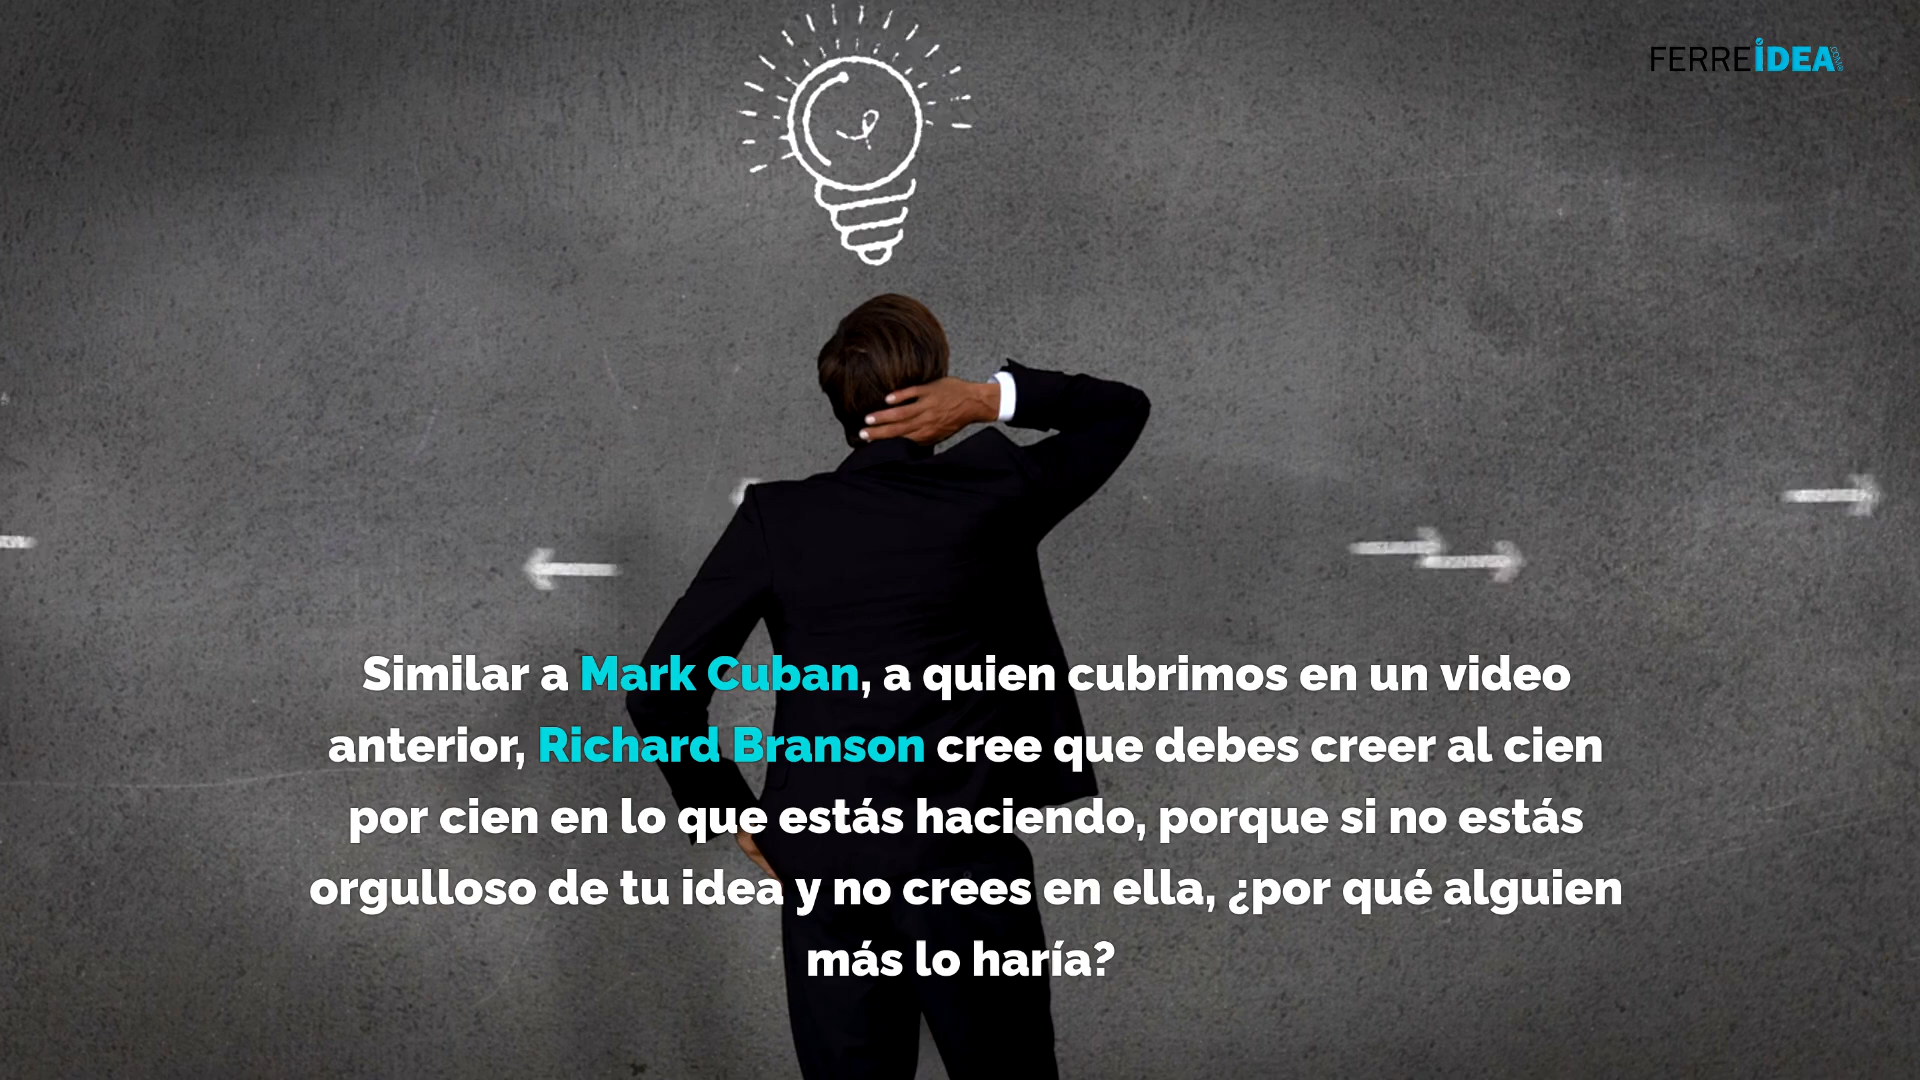 FERREiDEA.COM
Similar a Mark Cuban, a quien cubrimos en un video
anterior, Richard Branson cree que debes creer al cien
por cien en lo que estás haciendo, porque si no estás
orgulloso de tu idea y no crees en ella, ¿por qué alguien
más lo haría?